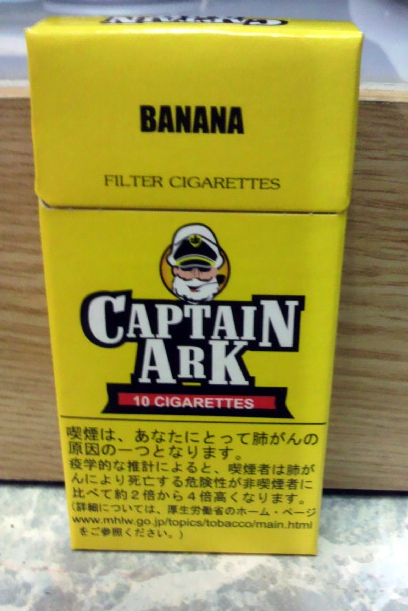 CAPTAIN ARK
BANANA
FILTER CIGARETTES
CAPTAIN
ARK
10 CIGARETTES
喫煙は、あなたにとって肺がんの
原因の一つとなります。
疫学的な推計によると、喫煙者は肺が
んにより死亡する危険性が非喫煙者に
比べて約2倍から4倍高くなります。
(詳細については、厚生労働省のホーム・ページ
www.mhlw.go.jp/topics/tobacco/main.html
をご参照ください。)